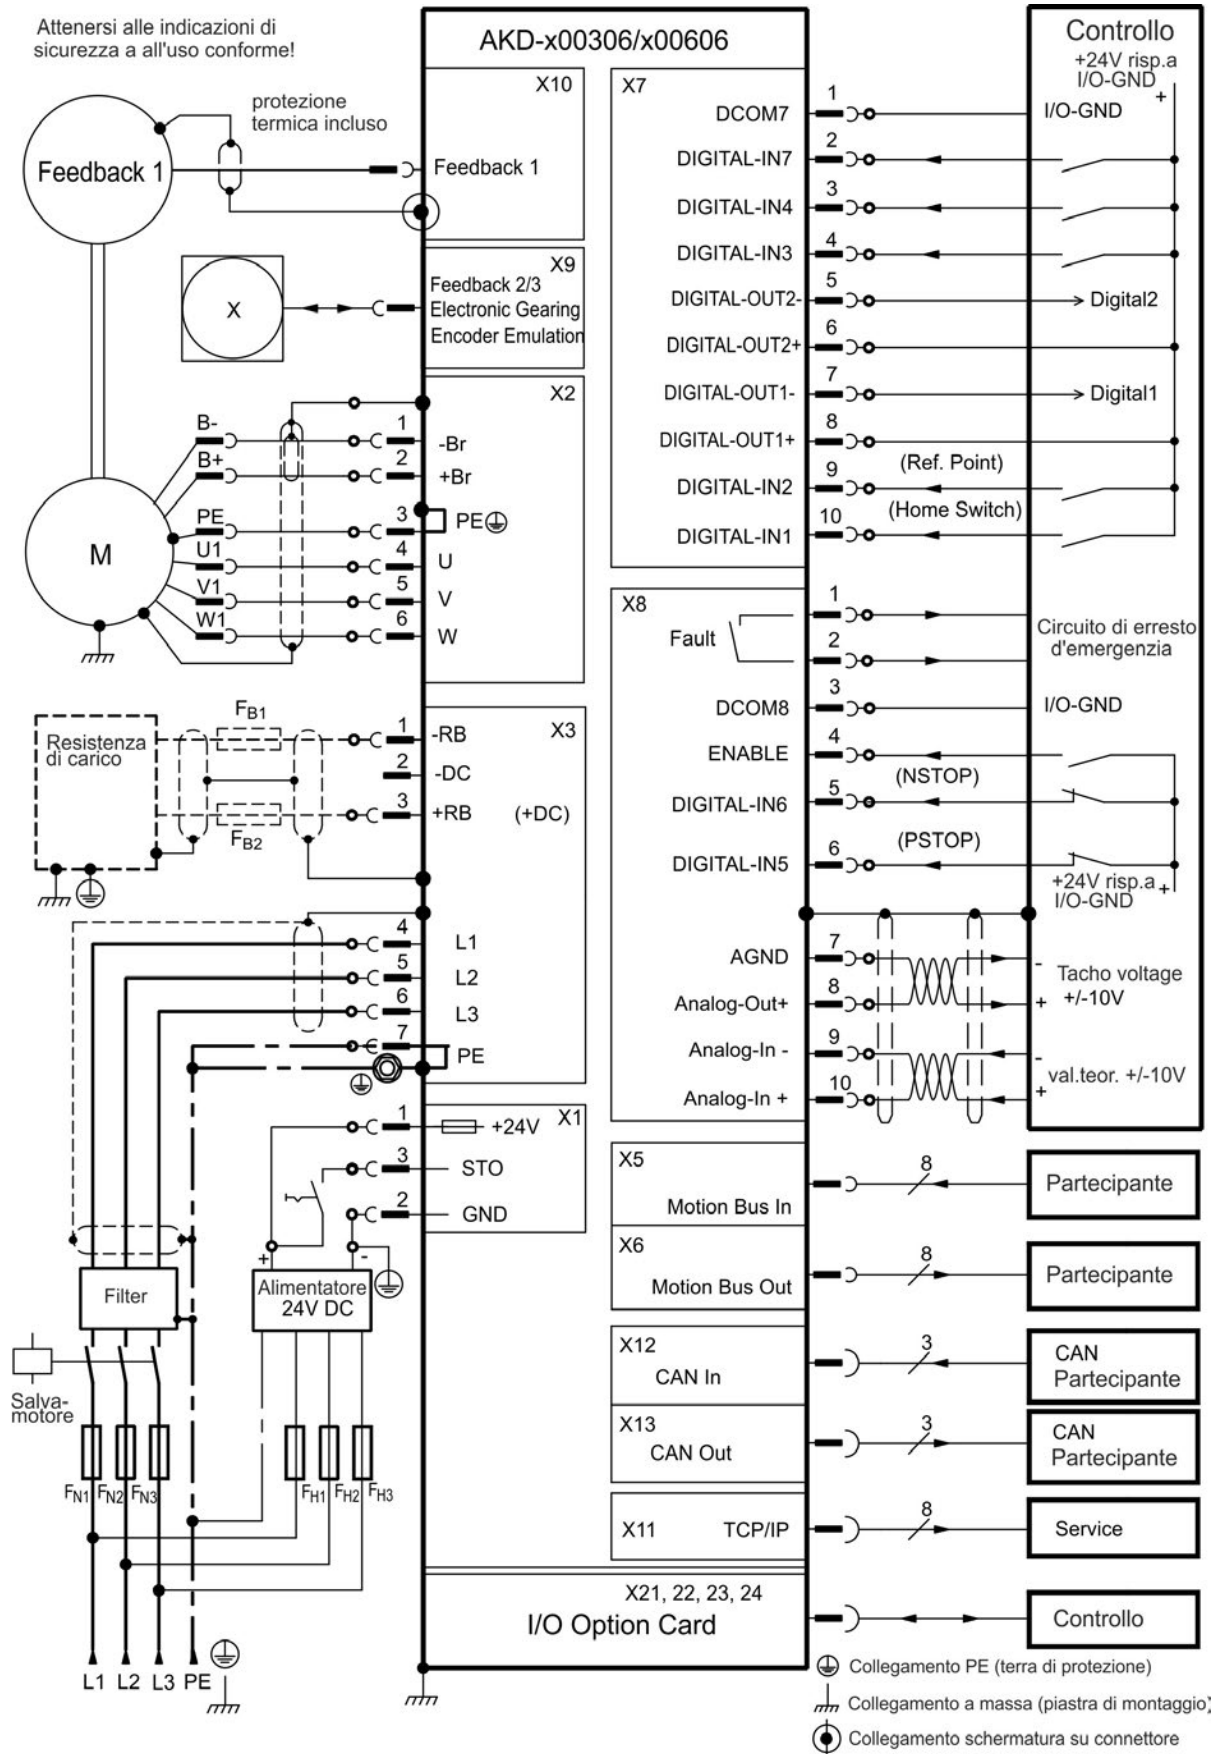 Attenersi alle indicazioni di
sicurezza a all'uso conforme!
AKD-x00306/x00606
Controllo
+24V risp.a
I/O-GND
+
I/O-GND
protezione
termica incluso
Feedback 1
X10
Feedback 1
X9
Feedback 2/3
Electronic Gearing
Encoder Emulation
X
X2
B-
1
-Br
B+
2
+Br
PE
3
PE
U1
4
U
V1
5
V
W1
6
W
M
X3
Resistenza
di carico
FB1
1
-RB
2
-DC
3
+RB
(+DC)
FB2
4
L1
5
L2
6
L3
7
PE
X1
1
+24V
3
STO
2
GND
+
-
Alimentatore
24V DC
Filter
Salva-
motore
FN1
FN2
FN3
FH1
FH2
FH3
L1
L2
L3
PE
X7
DCOM7
1
DIGITAL-IN7
2
DIGITAL-IN4
3
DIGITAL-IN3
4
DIGITAL-OUT2-
5
Digital2
DIGITAL-OUT2+
6
DIGITAL-OUT1-
7
Digital1
DIGITAL-OUT1+
8
DIGITAL-IN2
9
(Ref. Point)
DIGITAL-IN1
10
(Home Switch)
X8
Fault
1
2
Circuito di erresto
d'emergenzia
DCOM8
3
I/O-GND
ENABLE
4
DIGITAL-IN6
5
(NSTOP)
DIGITAL-IN5
6
(PSTOP)
+24V risp.a
I/O-GND
+
AGND
7
-
Tacho voltage
+/-10V
Analog-Out+
8
+
Analog-In -
9
-
val.teor. +/-10V
Analog-In +
10
+
X5
Motion Bus In
8
Partecipante
X6
Motion Bus Out
8
Partecipante
X12
CAN In
3
CAN
Partecipante
X13
CAN Out
3
CAN
Partecipante
X11
TCP/IP
8
Service
X21, 22, 23, 24
I/O Option Card
Controllo
Collegamento PE (terra di protezione)
Collegamento a massa (piastra di montaggio)
Collegamento schermatura su connettore